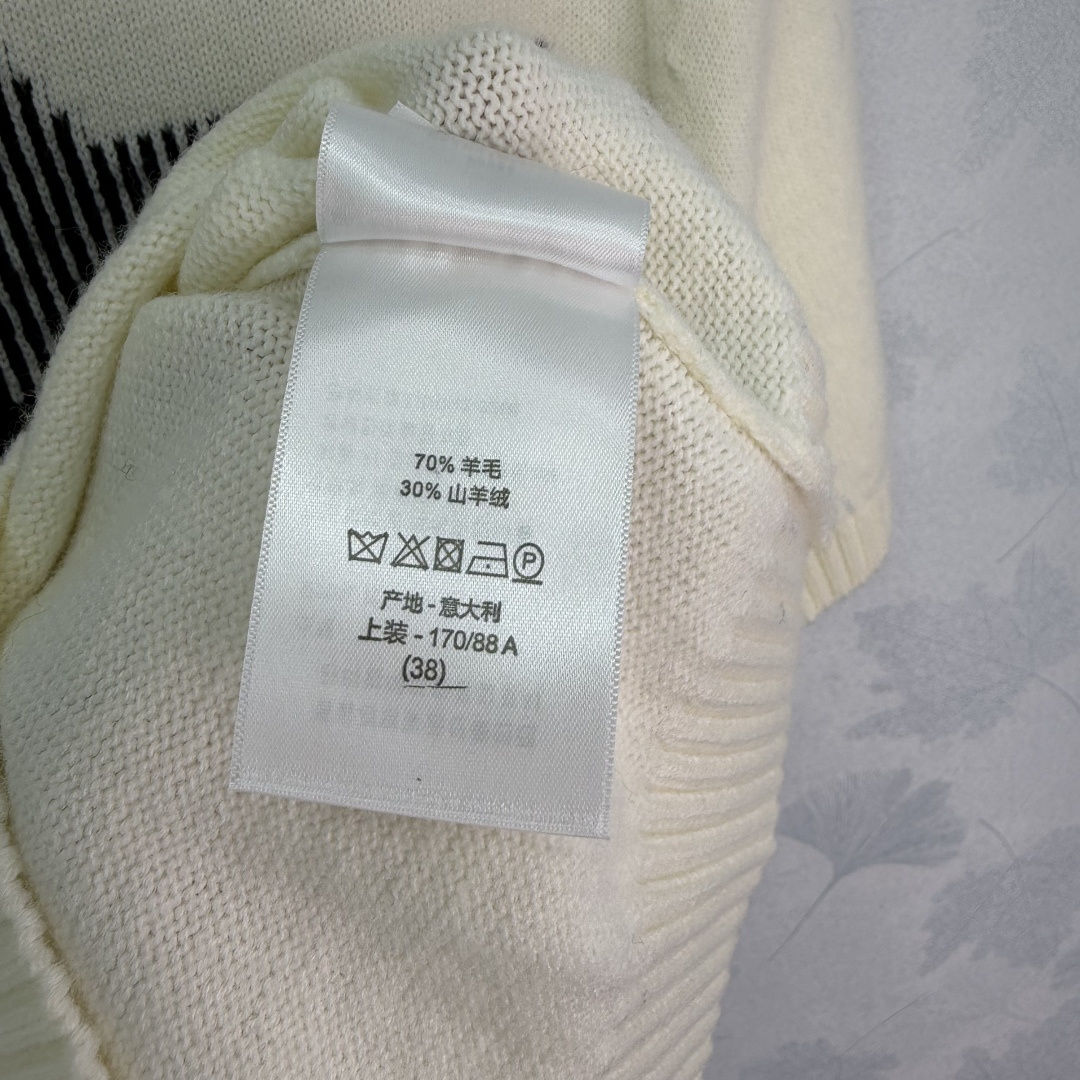 70% 羊毛
30% 山羊绒
P
产地 - 意大利
上装 - 170/88 A
(38)